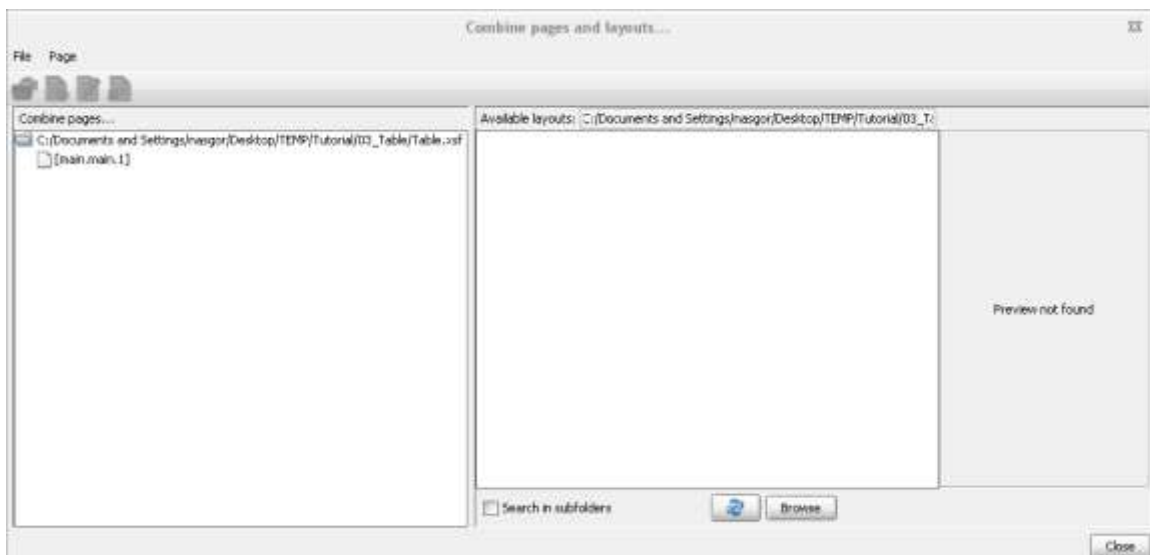 Combine pages and layouts...
File Page
Combine pages...
C:/Documents and Settings/nasgor/Desktop/TEMP/Tutorial/03_Table/Table.xsf
[main.main.1]
Available layouts: C:/Documents and Settings/nasgor/Desktop/TEMP/Tutorial/03_Ta
Preview not found
Search in subfolders
Browse
Close